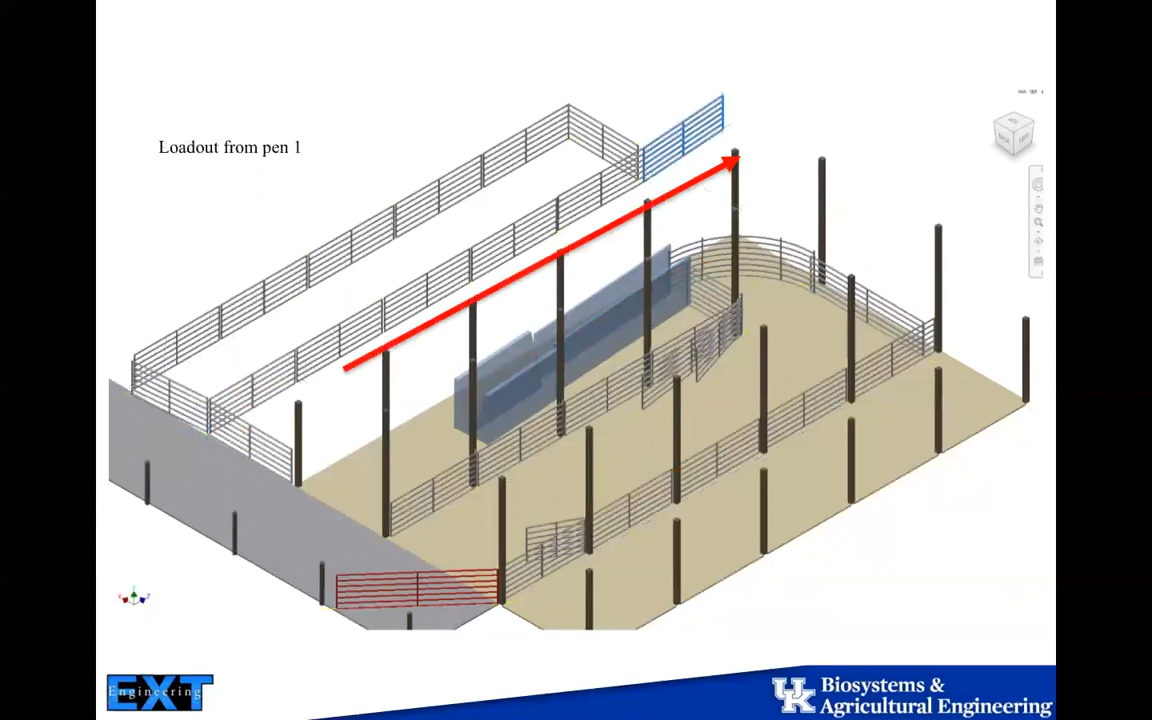 Loadout from pen 1
EXT
Engineering
UK
Biosystems &
Agricultural Engineering